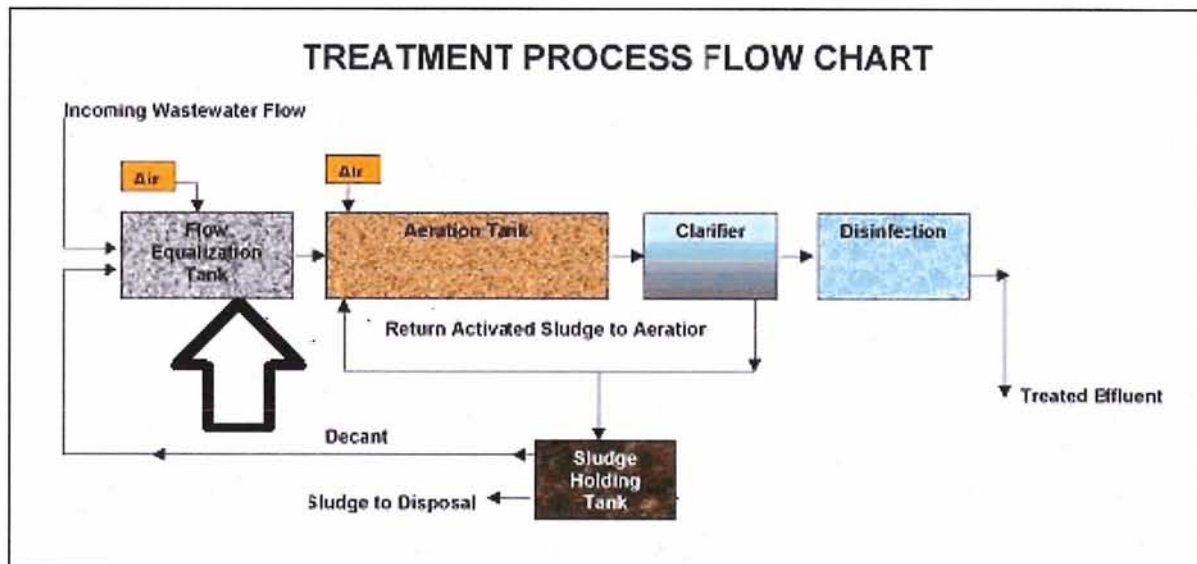 TREATMENT PROCESS FLOW CHART
Incoming Wastewater Flow
Air
Air
Flow
Equalization
Tank
Aeration Tank
Clarifier
Disinfection
Return Activated Sludge to Aeratior
Treated Effluent
Decant
Sludge
Holding
Tank
Sludge to Disposal